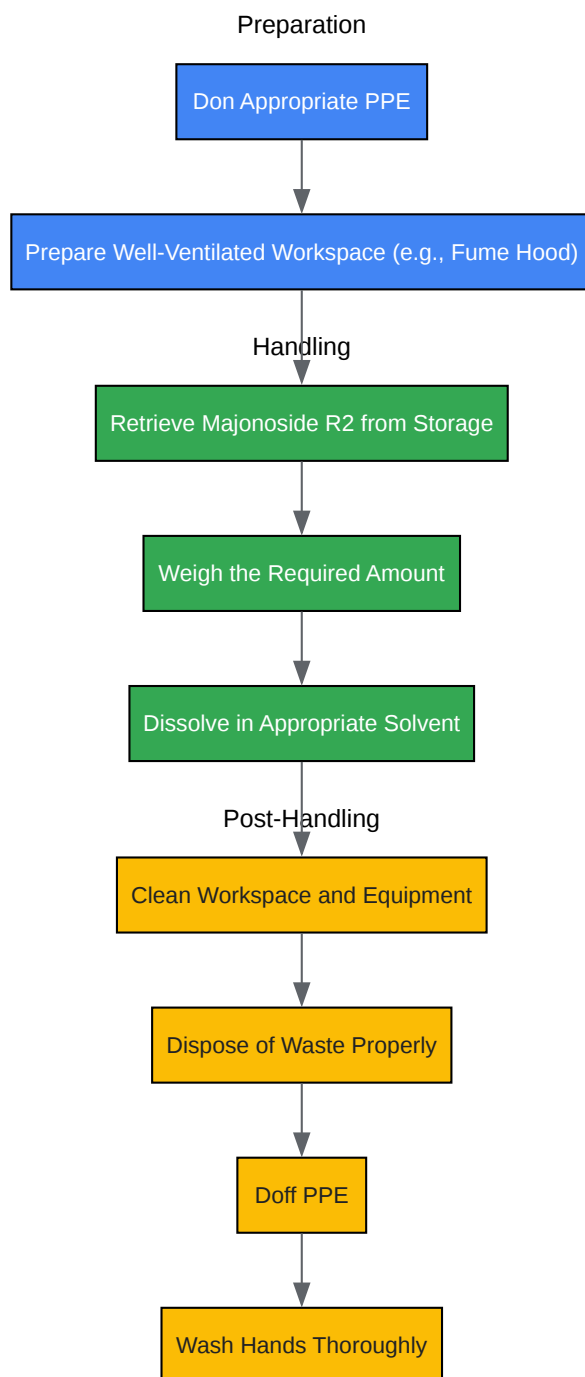 Preparation
Don Appropriate PPE
Prepare Well-Ventilated Workspace (e.g., Fume Hood)
Handling
Retrieve Majonoside R2 from Storage
Weigh the Required Amount
Dissolve in Appropriate Solvent
Post-Handling
Clean Workspace and Equipment
Dispose of Waste Properly
Doff PPE
Wash Hands Thoroughly